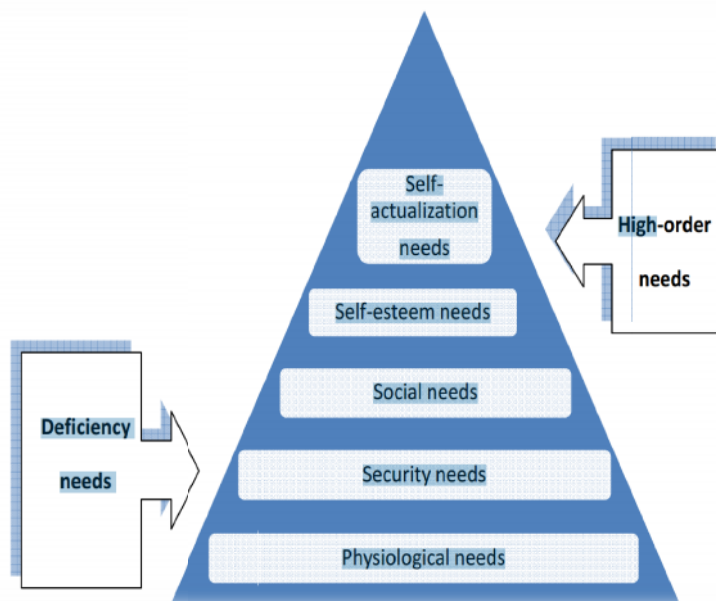 Self-
actualization
needs
High-order
needs
Self-esteem needs
Social needs
Deficiency
needs
Security needs
Physiological needs